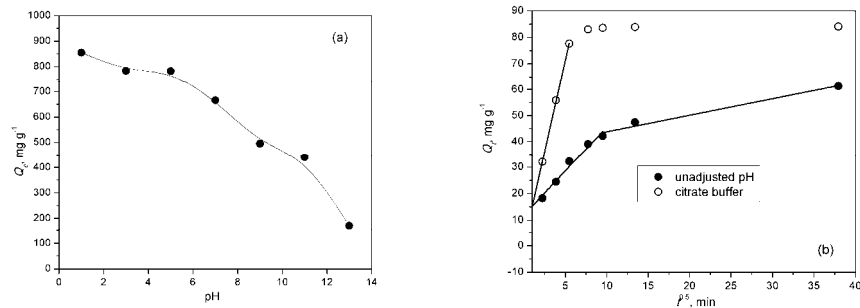 1000
900
800
700
600
500
400
300
200
100
0
Qe, mg g-1
(a)
0 2 4 6 8 10 12 14
pH
90
80
70
60
50
40
30
20
10
0
-10
Qt, mg g-1
unadjusted pH
citrate buffer
(b)
5 10 15 20 25 30 35 40
t0.5, min